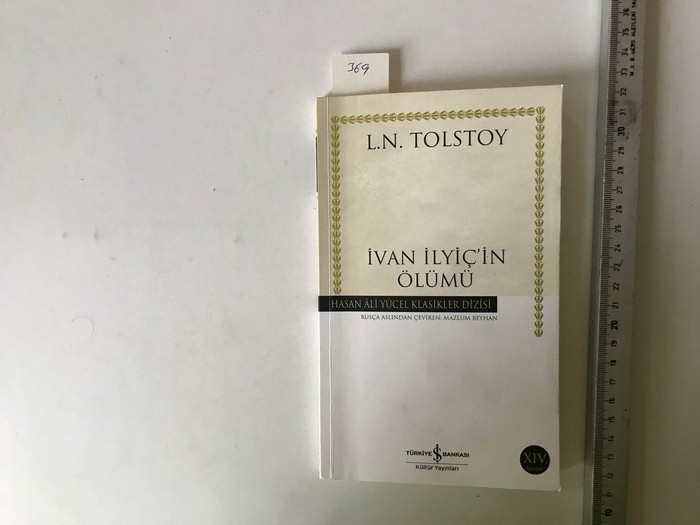 369
L.N. TOLSTOY
İVAN İLYİÇ'İN
ÖLÜMÜ
HASAN ÂLİ YÜCEL KLASİKLER DİZİSİ
RUSÇA ASLINDAN ÇEVİREN: MAZLUM BEYHAN
TÜRKİYE İŞ BANKASI
Kültür Yayınları
XIV.